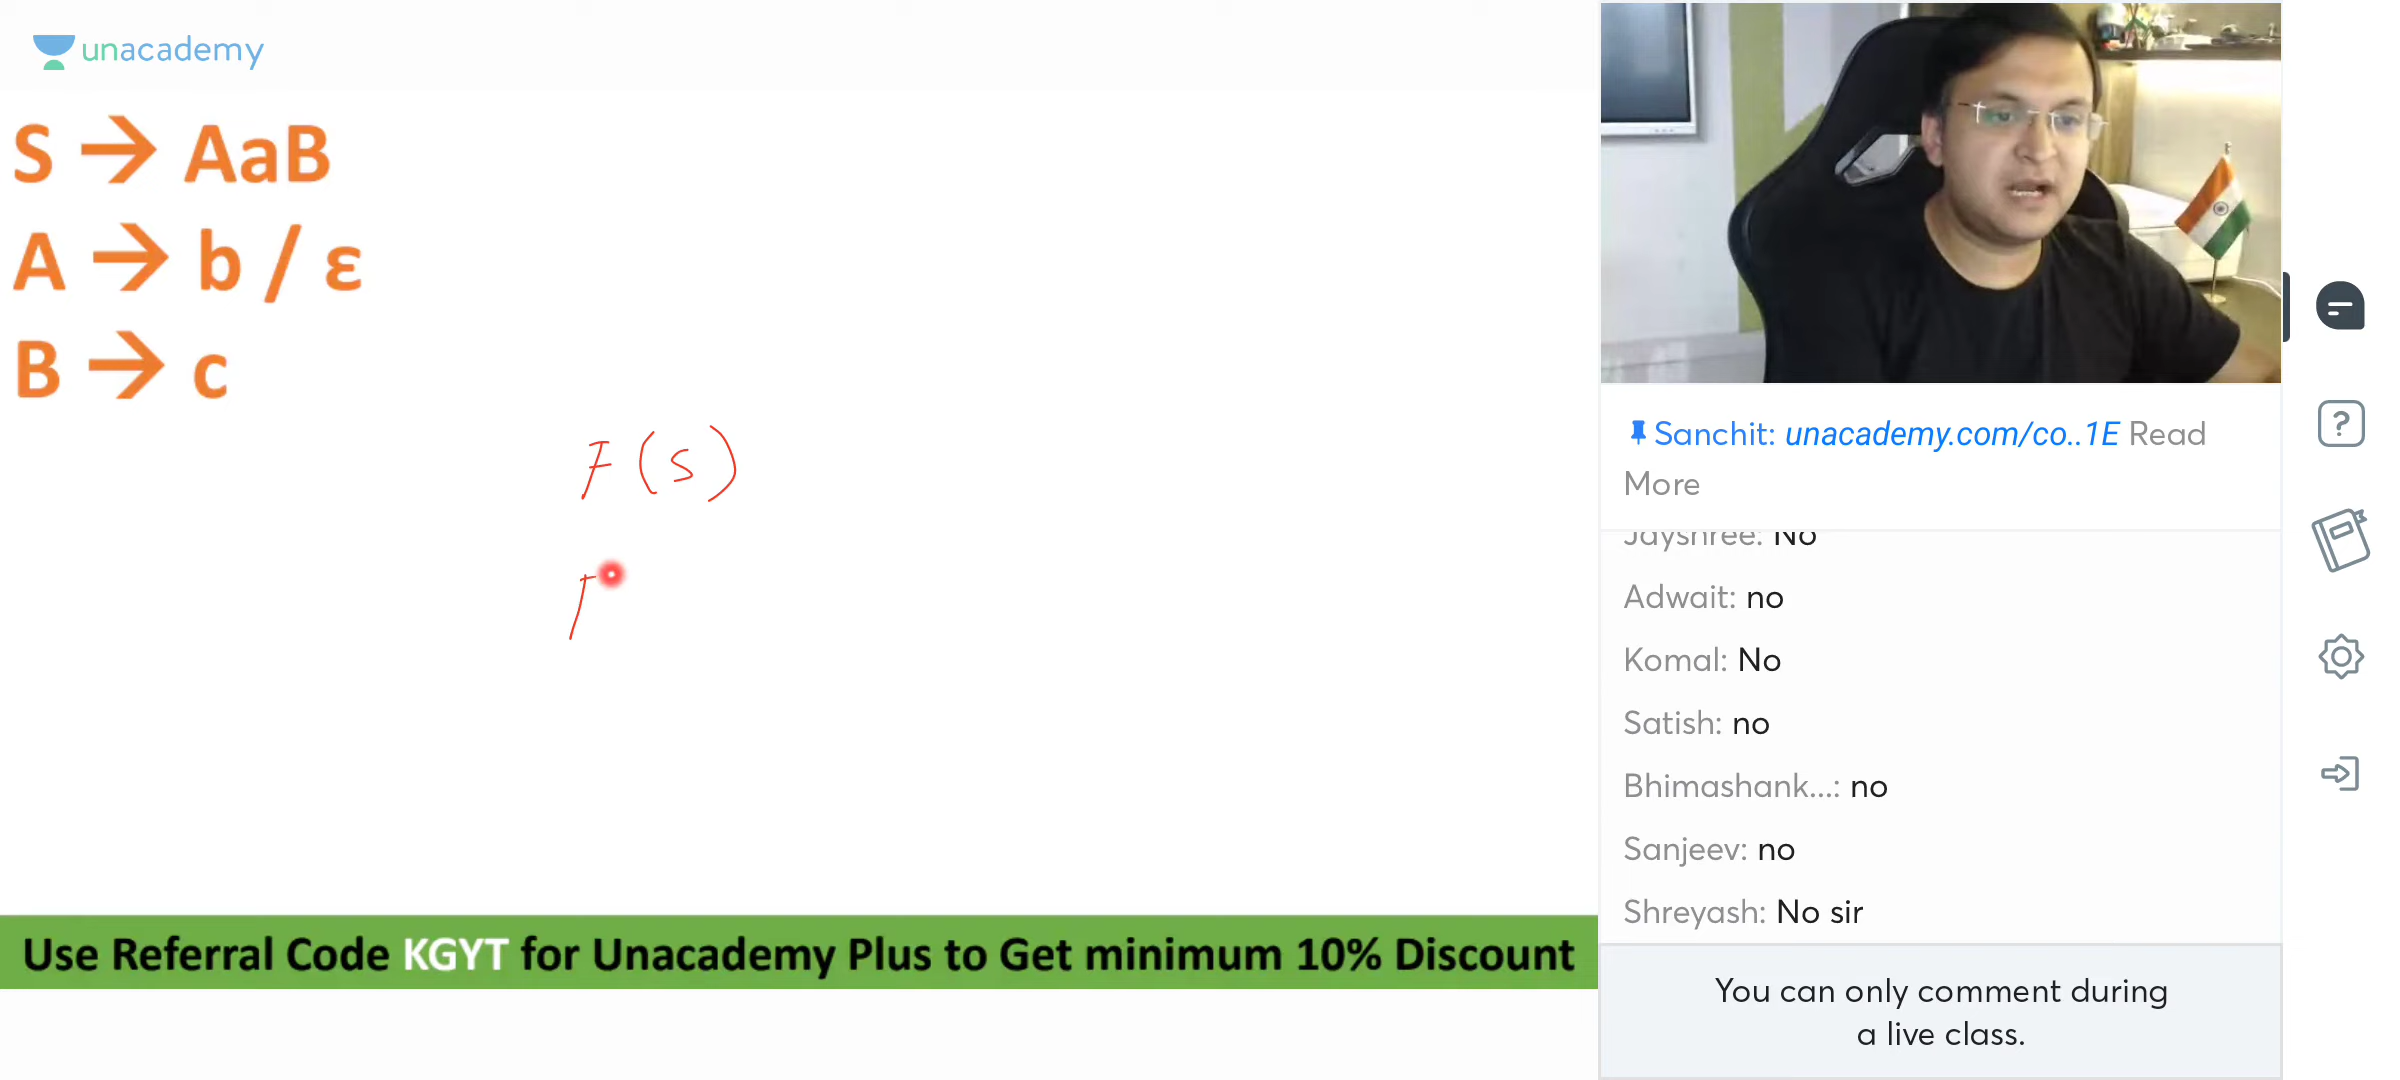 unacademy
S → AaB
A → b / ε
B → c
F(s)
Use Referral Code KGYT for Unacademy Plus to Get minimum 10% Discount
Sanchit: unacademy.com/co..1E Read
More
Jayshree: No
Adwait: no
Komal: No
Satish: no
Bhimashank...: no
Sanjeev: no
Shreyash: No sir
You can only comment during
a live class.
?